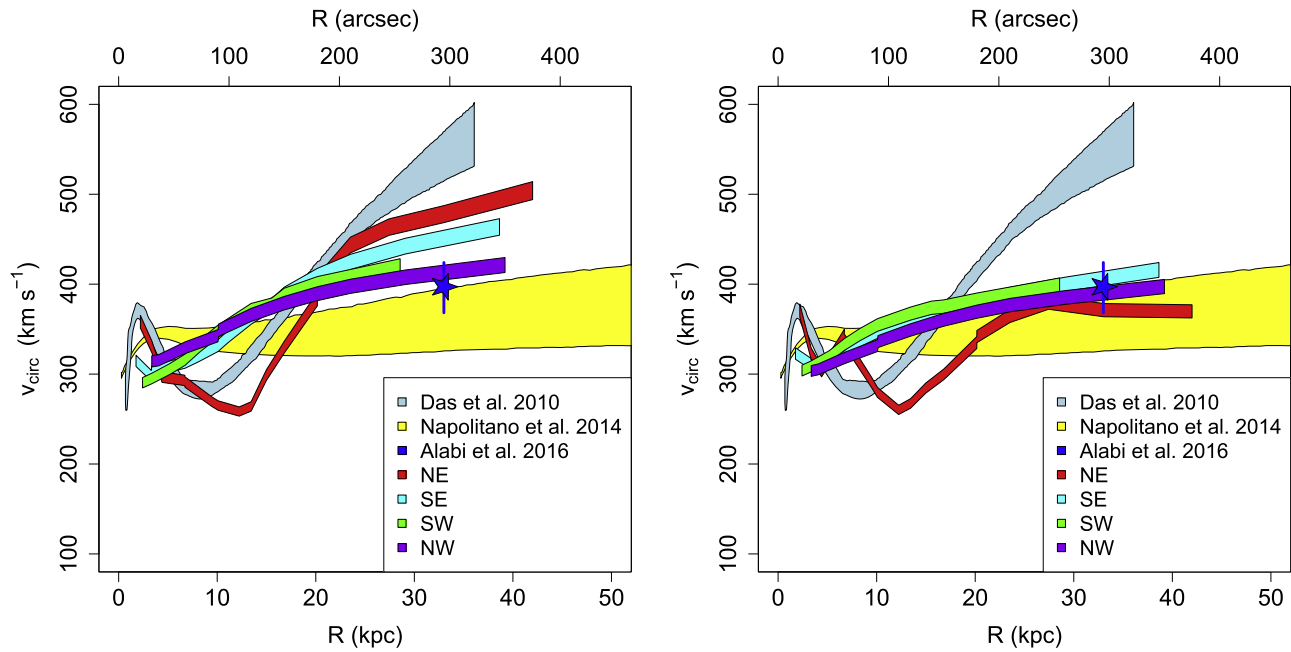 R (arcsec)
0 100 200 300 400
600
500
400
300
200
100
v_circ (km s⁻¹)
Das et al. 2010
Napolitano et al. 2014
Alabi et al. 2016
NE
SE
SW
NW
0 10 20 30 40 50
R (kpc)
R (arcsec)
0 100 200 300 400
600
500
400
300
200
100
v_circ (km s⁻¹)
Das et al. 2010
Napolitano et al. 2014
Alabi et al. 2016
NE
SE
SW
NW
0 10 20 30 40 50
R (kpc)